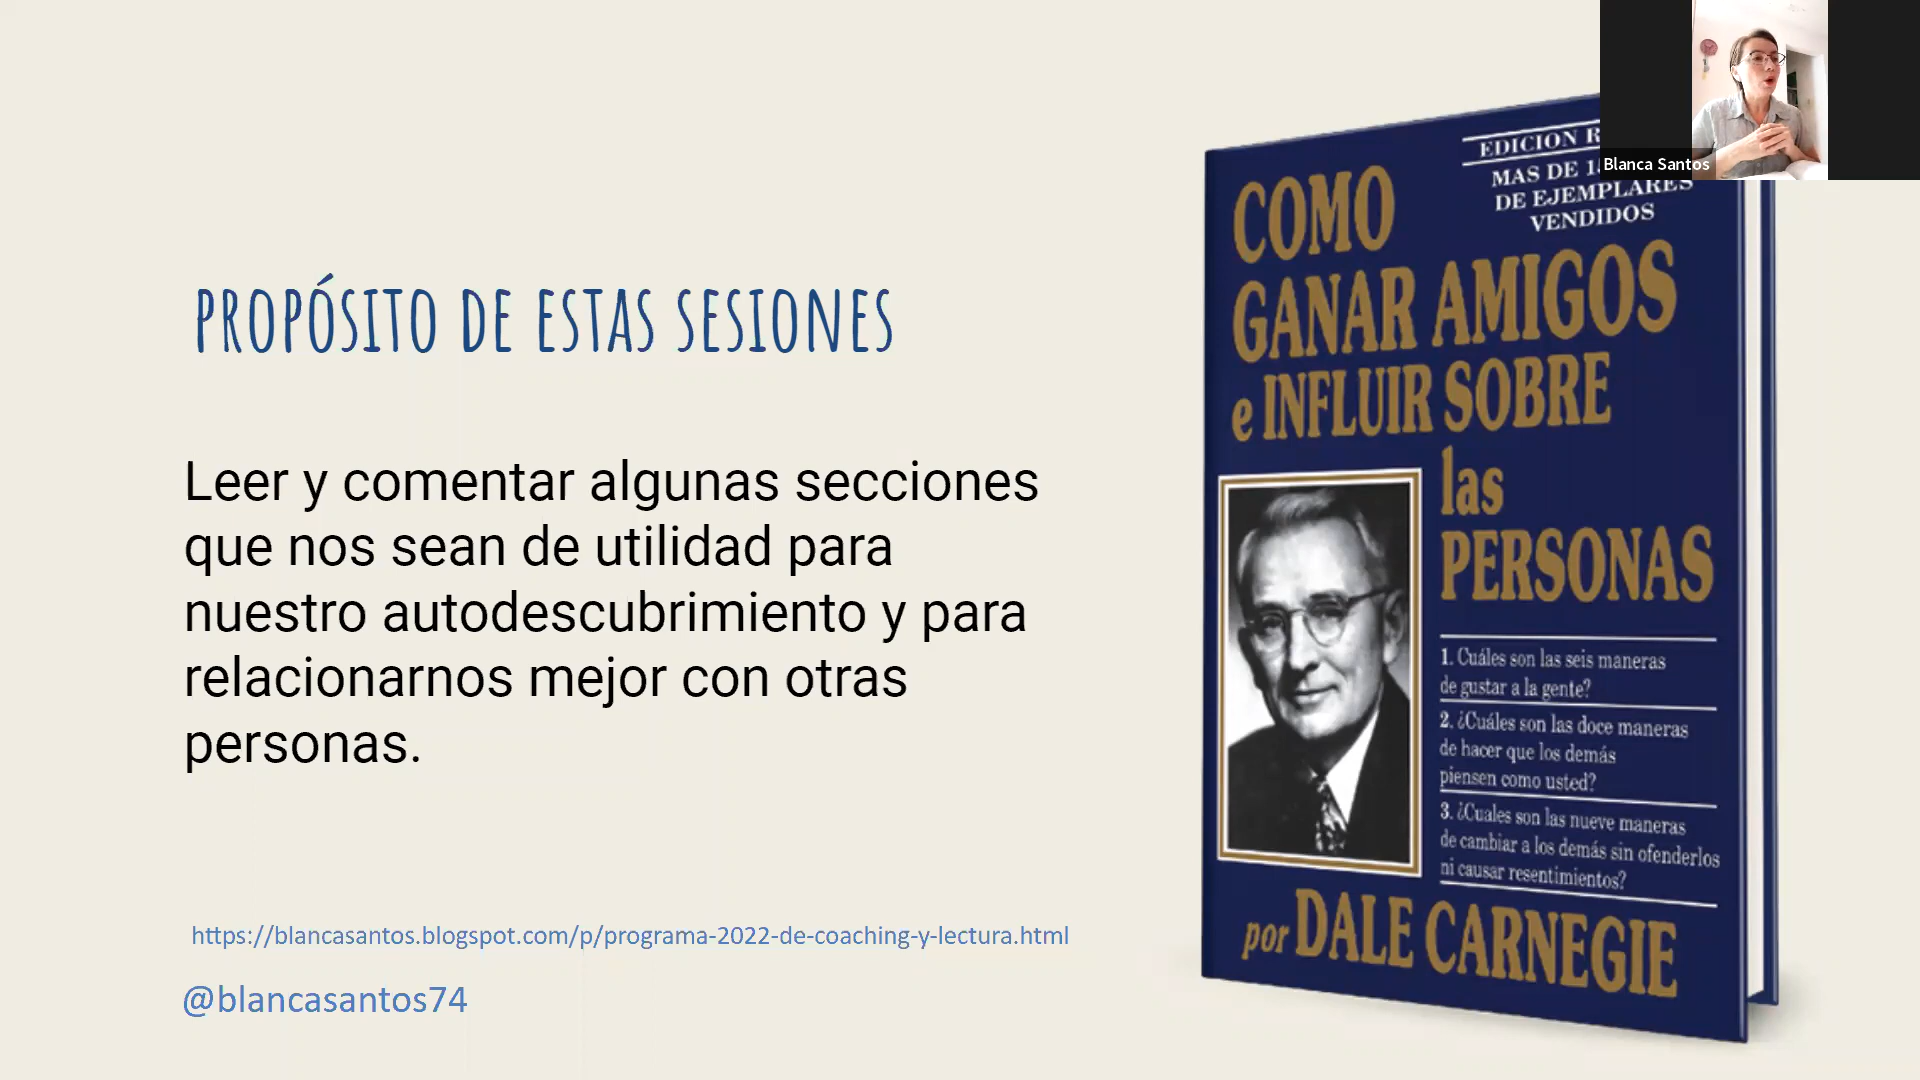 PROPÓSITO DE ESTAS SESIONES
Leer y comentar algunas secciones
que nos sean de utilidad para
nuestro autodescubrimiento y para
relacionarnos mejor con otras
personas.
https://blancasantos.blogspot.com/p/programa-2022-de-coaching-y-lectura.html
@blancasantos74
Blanca Santos
EDICION
MAS DE
DE EJEMPLARES
VENDIDOS
COMO
GANAR AMIGOS
e INFLUIR SOBRE
las
PERSONAS
1. Cuáles son las seis maneras
de gustar a la gente?
2. ¿Cuáles son las doce maneras
de hacer que los demás
piensen como usted?
3. ¿Cuales son las nueve maneras
de cambiar a los demás sin ofenderlos
ni causar resentimientos?
por DALE CARNEGIE